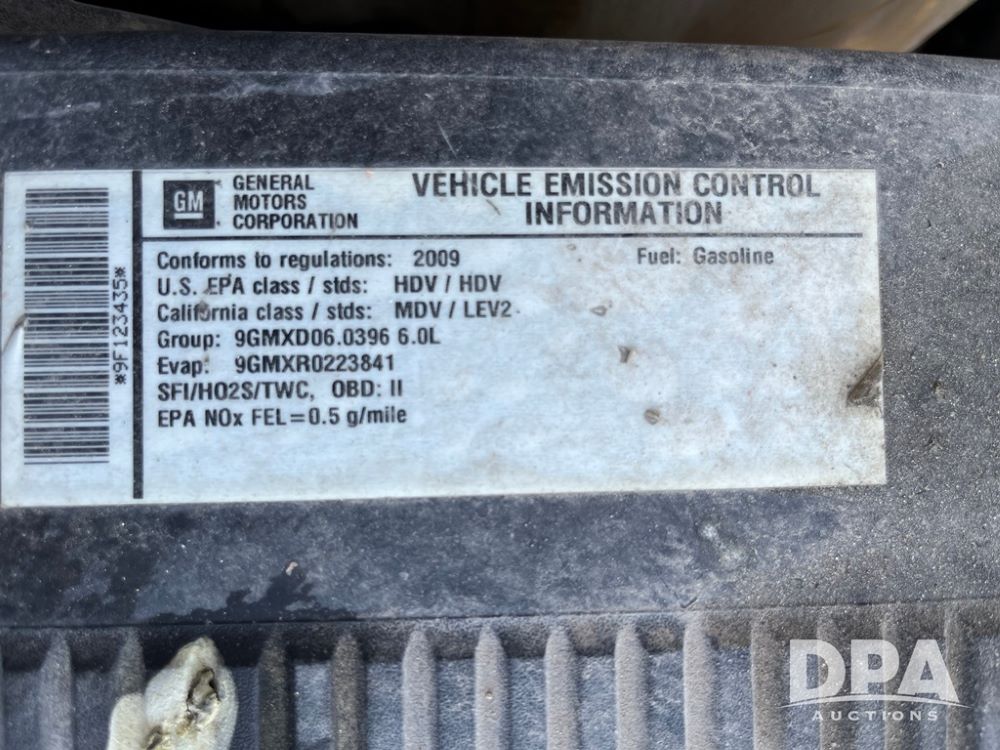 GM
GENERAL
MOTORS
CORPORATION
VEHICLE EMISSION CONTROL
INFORMATION
Conforms to regulations: 2009
Fuel: Gasoline
U.S. EPA class / stds: HDV / HDV
California class / stds: MDV / LEV2
Group: 9GMXD06.0396 6.0L
Evap: 9GMXR0223841
SFI/HO2S/TWC, OBD: II
EPA NOx FEL=0.5 g/mile
*9F123435*
DPA
AUCTIONS